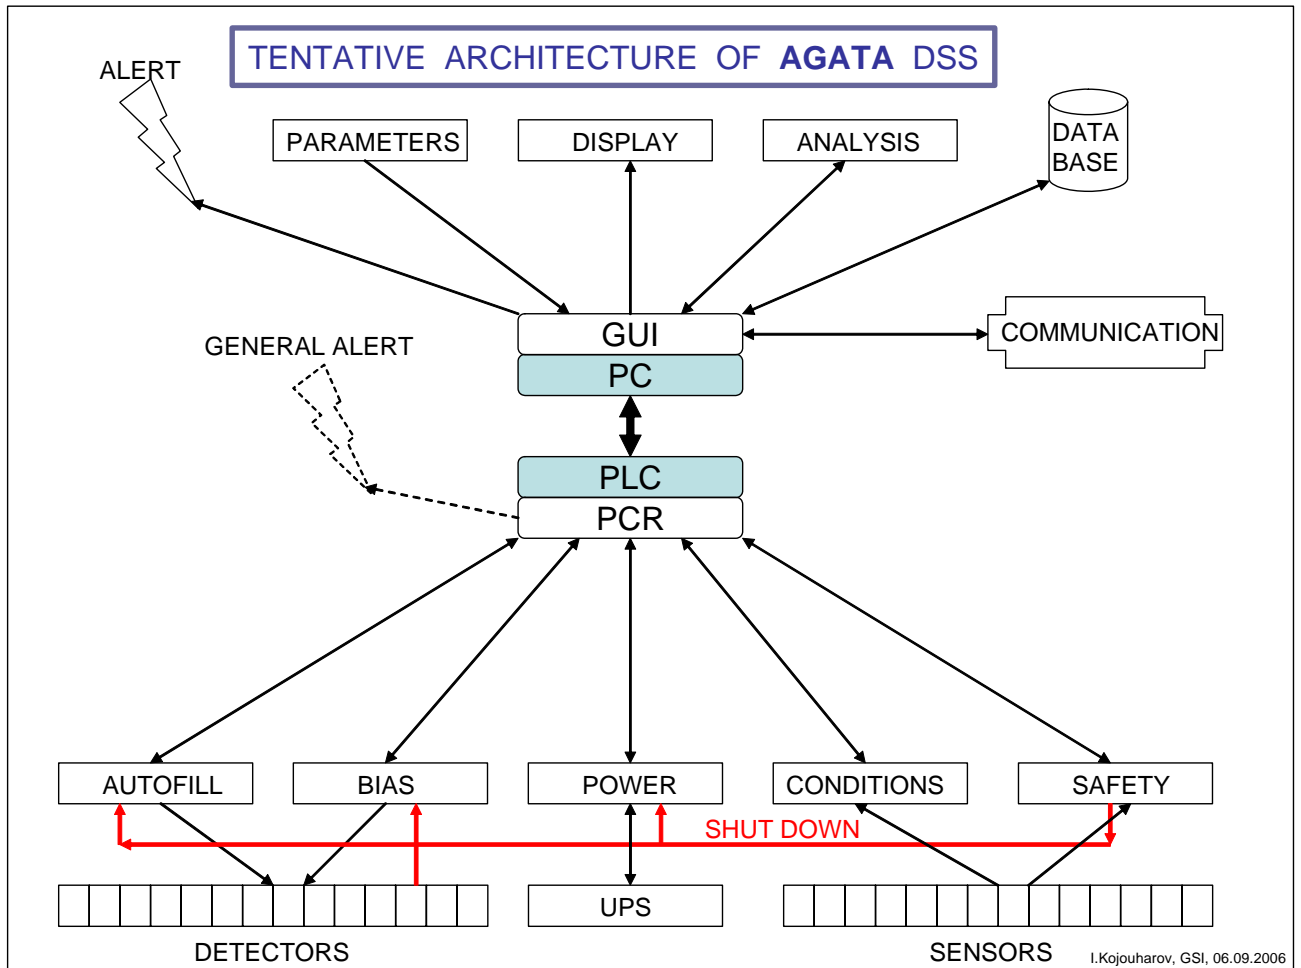 TENTATIVE ARCHITECTURE OF AGATA DSS
ALERT
PARAMETERS
DISPLAY
ANALYSIS
DATA
BASE
GUI
COMMUNICATION
GENERAL ALERT
PC
PLC
PCR
AUTOFILL
BIAS
POWER
CONDITIONS
SAFETY
SHUT DOWN
UPS
DETECTORS
SENSORS
I.Kojouharov, GSI, 06.09.2006